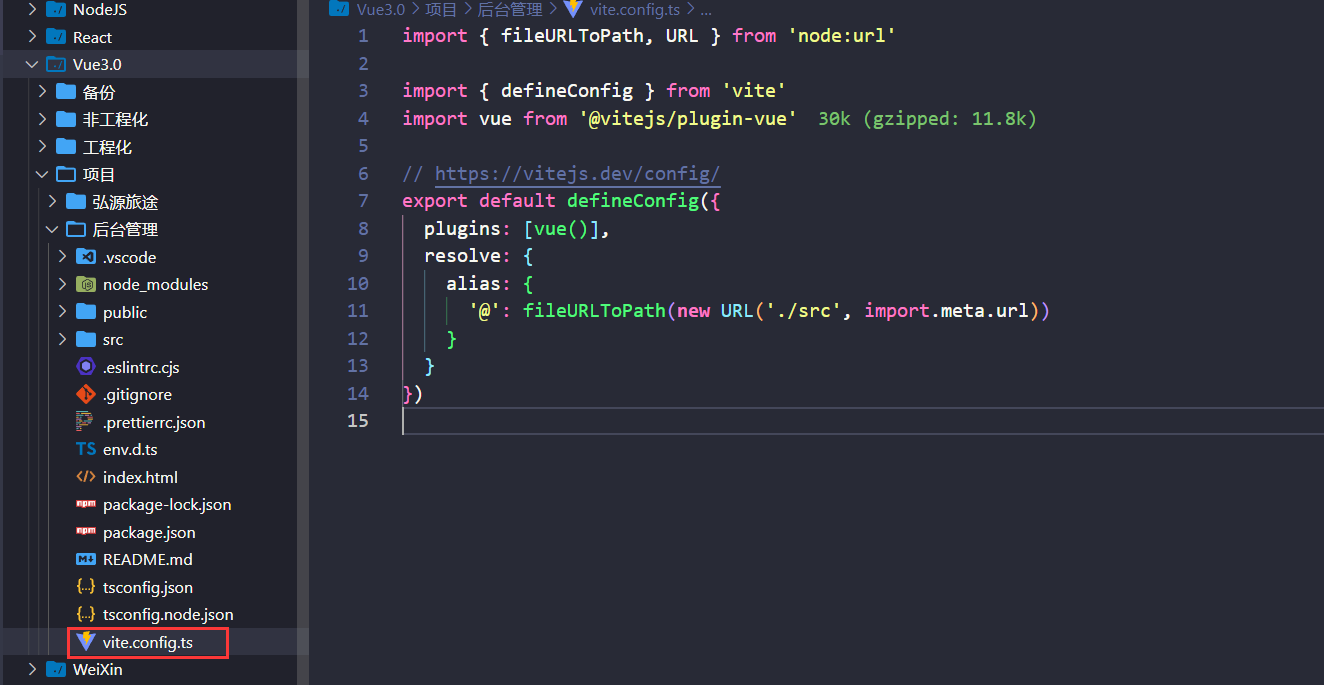 NodeJS
React
Vue3.0
备份
非工程化
工程化
项目
弘源旅途
后台管理
.vscode
node_modules
public
src
.eslintrc.cjs
.gitignore
.prettierrc.json
TS env.d.ts
index.html
npm package-lock.json
npm package.json
README.md
{..} tsconfig.json
{..} tsconfig.node.json
vite.config.ts
WeiXin
Vue3.0 > 项目 > 后台管理 > vite.config.ts > ...
1 import { fileURLToPath, URL } from 'node:url'
2
3 import { defineConfig } from 'vite'
4 import vue from '@vitejs/plugin-vue' 30k (gzipped: 11.8k)
5
6 // https://vitejs.dev/config/
7 export default defineConfig({
8 plugins: [vue()],
9 resolve: {
10 alias: {
11 '@': fileURLToPath(new URL('./src', import.meta.url))
12 }
13 }
14 })
15